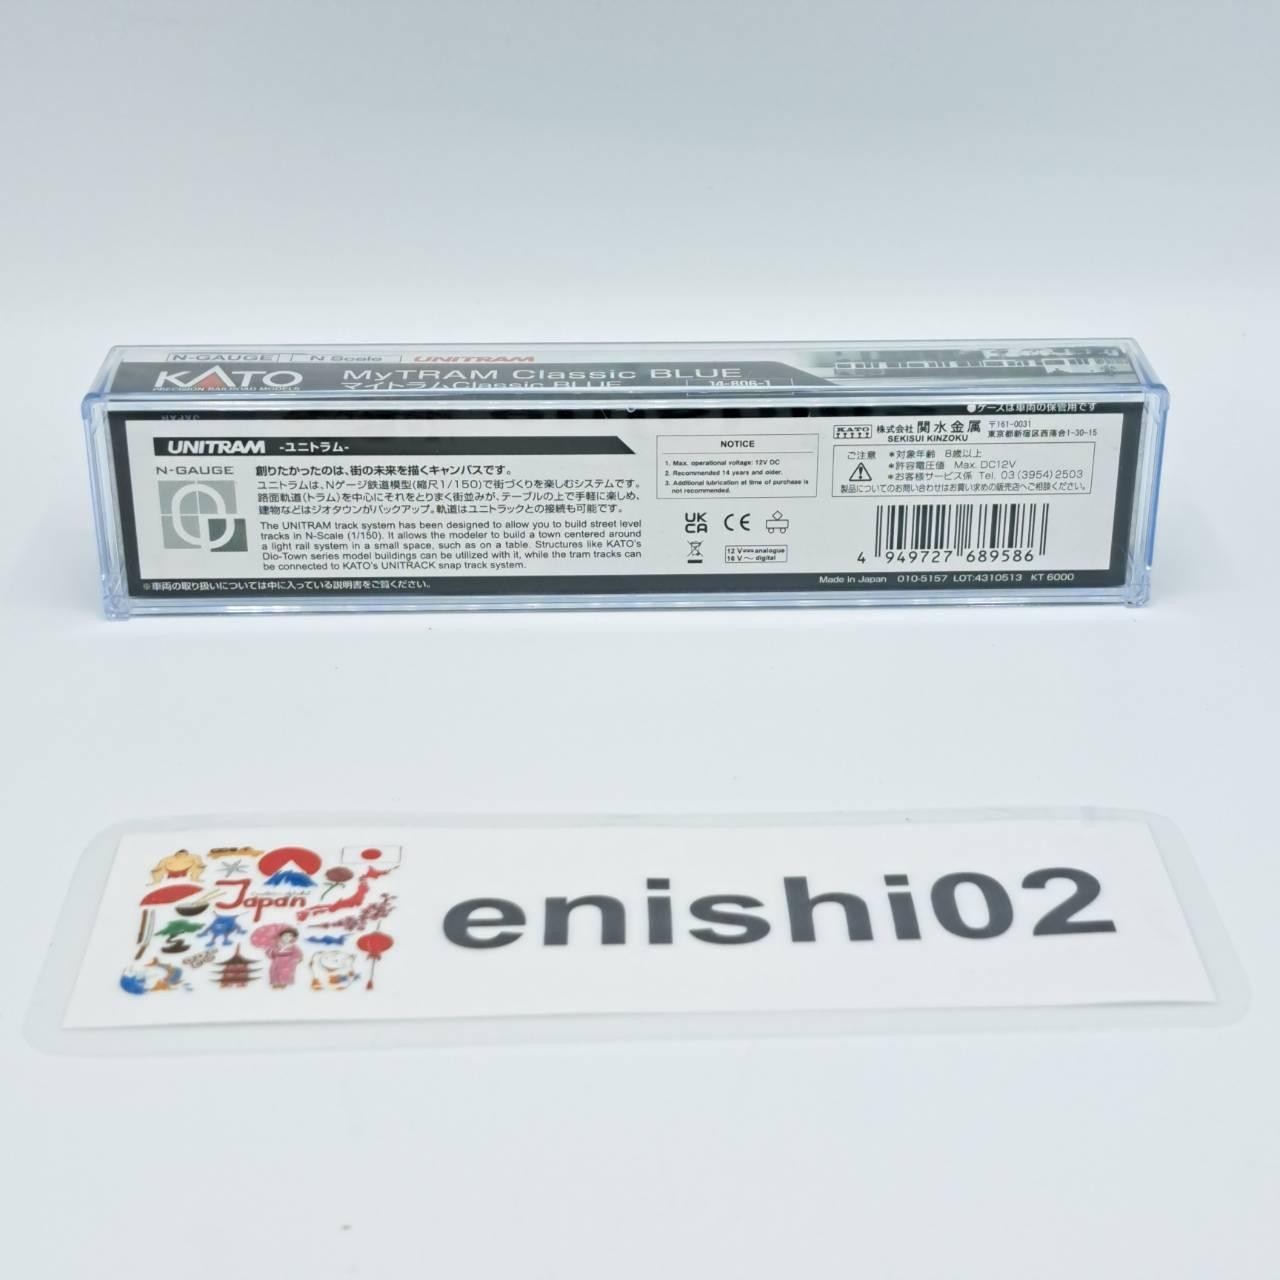 N-GAUGE
N Scale
UNITRAM
KATO
PRECISION RAILROAD MODELS
MyTRAM Classic BLUE
マイトラムClassic BLUE
14-806-1
JAPAN
●ケースは車両の保管用です
UNITRAM -ユニトラム-
N-GAUGE
創りたかったのは、街の未来を描くキャンバスです。
ユニトラムは、Nゲージ鉄道模型(縮尺1/150)で街づくりを楽しむシステムです。
路面軌道(トラム)を中心にそれをとりまく街並みが、テーブルの上で手軽に楽しめ、
建物などはジオタウンがバックアップ。軌道はユニトラックとの接続も可能です。
The UNITRAM track system has been designed to allow you to build street level
tracks in N-Scale (1/150). It allows the modeler to build a town centered around
a light rail system in a small space, such as on a table. Structures like KATO's
Dio-Town series model buildings can be utilized with it, while the tram tracks can
be connected to KATO's UNITRACK snap track system.
※車両の取り扱いについては中に入っている説明書をご覧ください。
NOTICE
1. Max. operational voltage: 12V DC
2. Recommended 14 years and older.
3. Additional lubrication at time of purchase is
not recommended.
UK
CA
CE
12 V analogue
16 V digital
KATO
株式会社 関水金属
SEKISUI KINZOKU
〒161-0031
東京都新宿区西落合1-30-15
ご注意
*対象年齢 8歳以上
*許容電圧値 Max. DC12V
*お客様サービス係 Tel. 03(3954)2503
製品についてのお問い合わせはお買い求めの販売店へご相談ください
4 949727 689586
Made in Japan 010-5157 LOT:4310513 KT 6000
Japan
enishi02